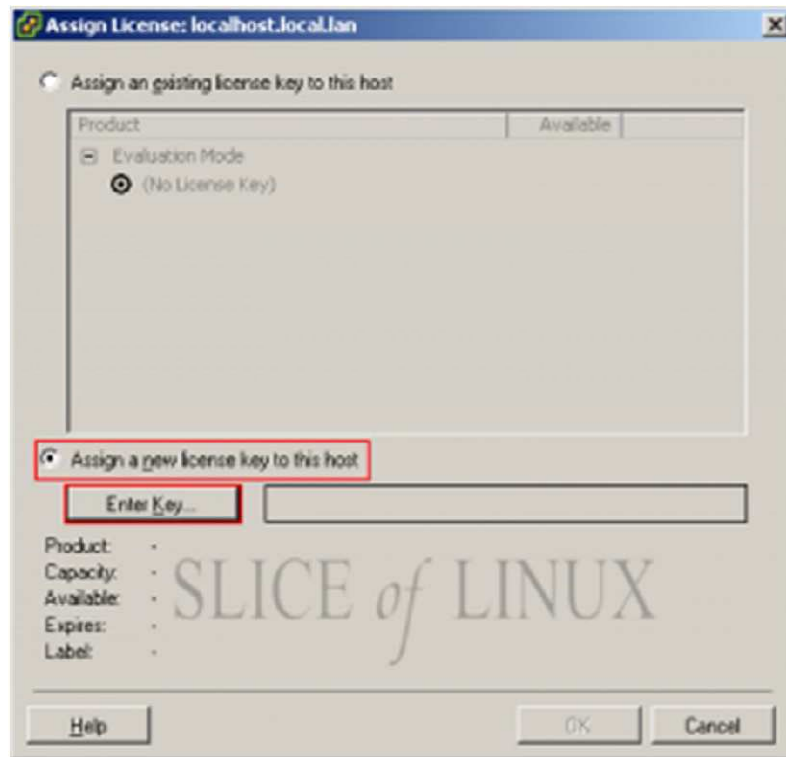 Assign License: localhost.local.lan
Assign an existing license key to this host
Product Available
Evaluation Mode
(No License Key)
Assign a new license key to this host
Enter Key...
Product: -
Capacity: -
Available: -
Expires: -
Label: -
SLICE of LINUX
Help OK Cancel